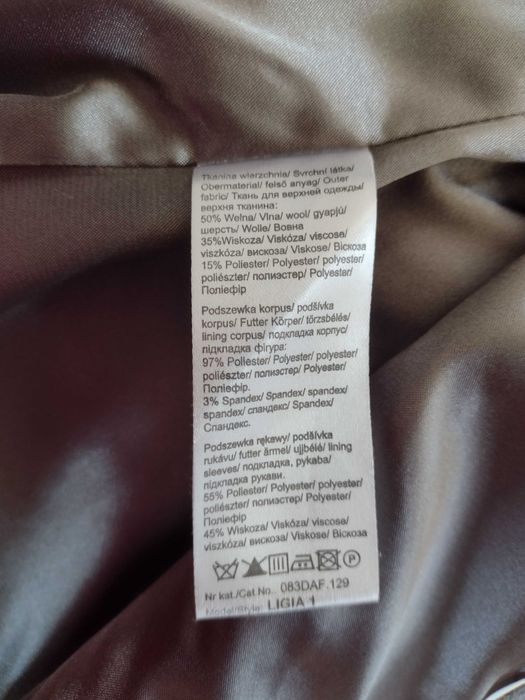 Tkanina wierzchnia/ Svrchní látka/
Obermaterial/ felső anyag/ Outer
fabric/ Ткань для верхней одежды/
верхня тканина:
50% Wełna/ Vlna/ wool/ gyapjú/
шерсть/ Wolle/ Вовна
35%Wiskoza/ Viskóza/ viscose/
viszkóza/ вискоза/ Viskose/ Віскоза
15% Poliester/ Polyester/ polyester/
poliészter/ полиэстер/ Polyester/
Поліефір
Podszewka korpus/ podšívka
korpus/ Futter Körper/ törzsbélés/
lining corpus/ подкладка корпус/
підкладка фігура:
97% Poliester/ Polyester/ polyester/
poliészter/ полиэстер/ Polyester/
Поліефір.
3% Spandex/ Spandex/ spandex/
spandex/ спандекс/ Spandex/
Спандекс.
Podszewka rękawy/ podšívka
rukávu/ futter ärmel/ ujjbélé/ lining
sleeves/ подкладка, рукава/
підкладка рукави.
55% Poliester/ Polyester/ polyester/
poliészter/ полиэстер/ Polyester/
Поліефір
45% Wiskoza/ Viskóza/ viscose/
viszkóza/ вискоза/ Viskose/ Віскоза
P
Nr kat./Cat.No.. 083DAF.129
Model/Style: LIGIA 1